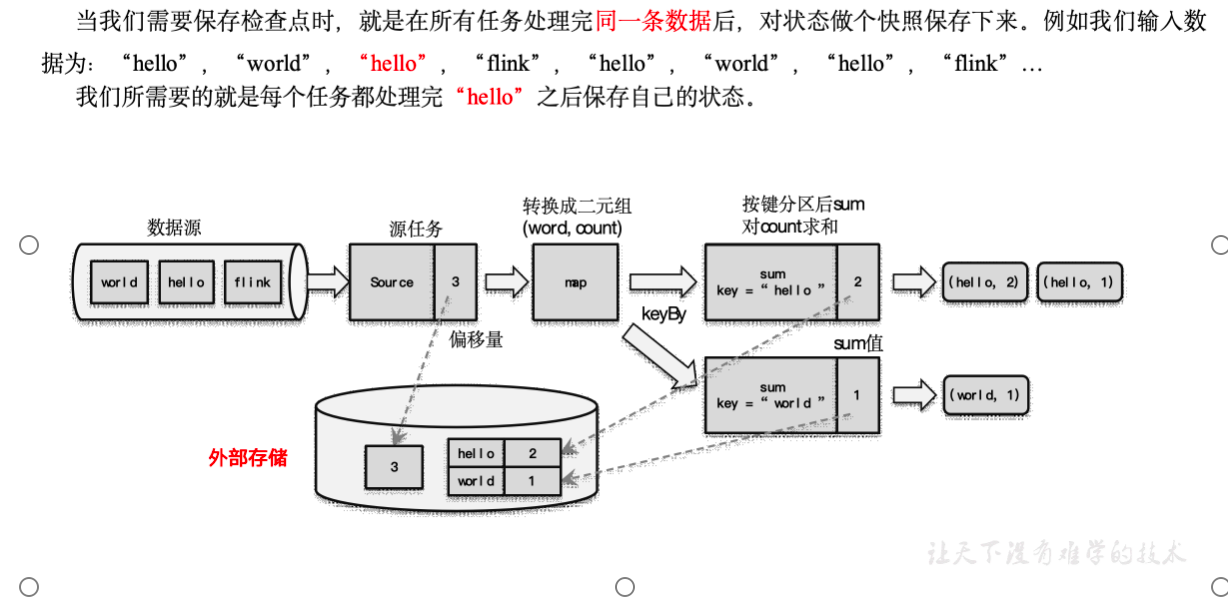 当我们需要保存检查点时，就是在所有任务处理完同一条数据后，对状态做个快照保存下来。例如我们输入数
据为：“hello”，“world”，“hello”，“flink”，“hello”，“world”，“hello”，“flink”…
我们所需要的就是每个任务都处理完“hello”之后保存自己的状态。
数据源
world
hello
flink
源任务
Source
3
偏移量
转换成二元组
(word, count)
map
keyBy
按键分区后sum
对count求和
sum
key = “ hello ”
2
(hello, 2)
(hello, 1)
sum值
sum
key = “ world ”
1
(world, 1)
外部存储
3
hello
2
world
1
让天下没有难学的技术